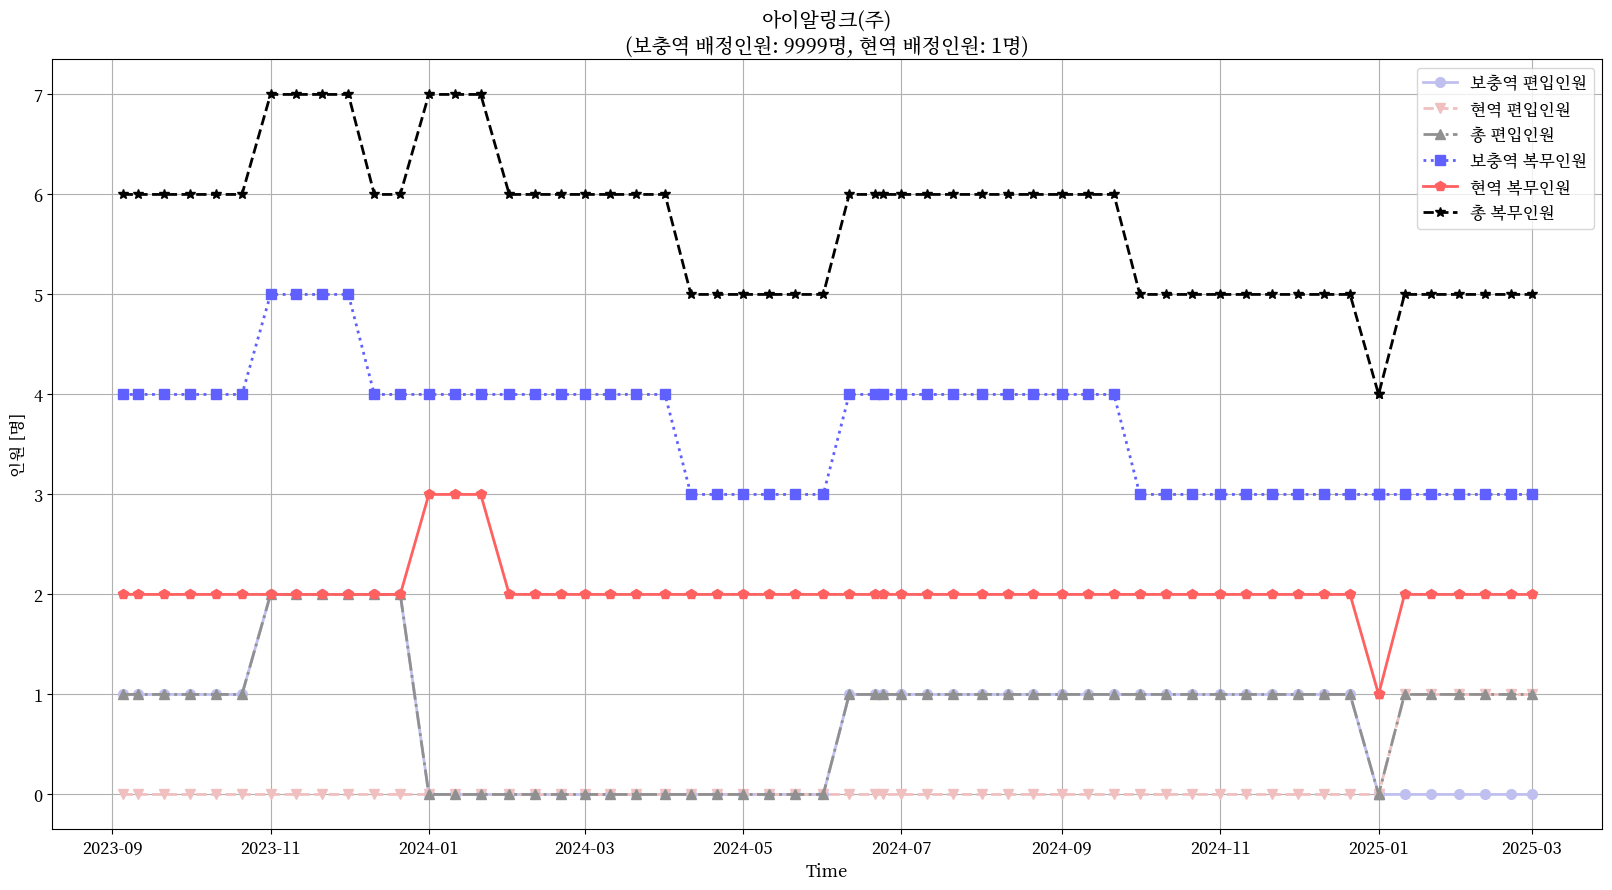 아이알링크(주)
(보충역 배정인원: 9999명, 현역 배정인원: 1명)
보충역 편입인원
현역 편입인원
총 편입인원
보충역 복무인원
현역 복무인원
총 복무인원
인원 [명]
7
6
5
4
3
2
1
0
2023-09 2023-11 2024-01 2024-03 2024-05 2024-07 2024-09 2024-11 2025-01 2025-03
Time